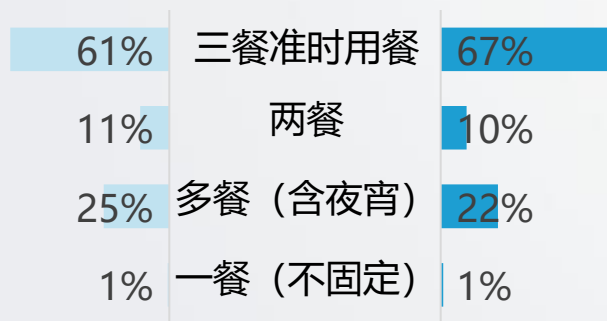 61% 三餐准时用餐 67%
11% 两餐 10%
25% 多餐（含夜宵） 22%
1% 一餐（不固定） 1%